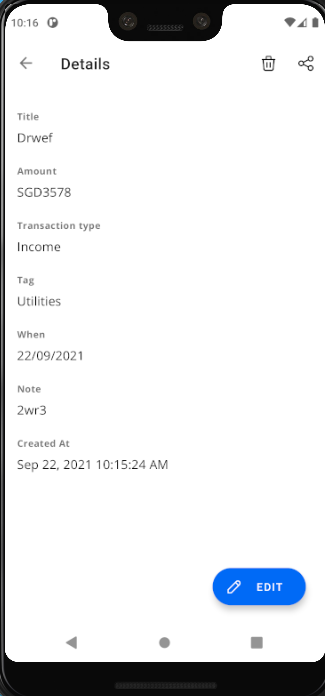 10:16
Details
Title
Drwef
Amount
SGD3578
Transaction type
Income
Tag
Utilities
When
22/09/2021
Note
2wr3
Created At
Sep 22, 2021 10:15:24 AM
EDIT